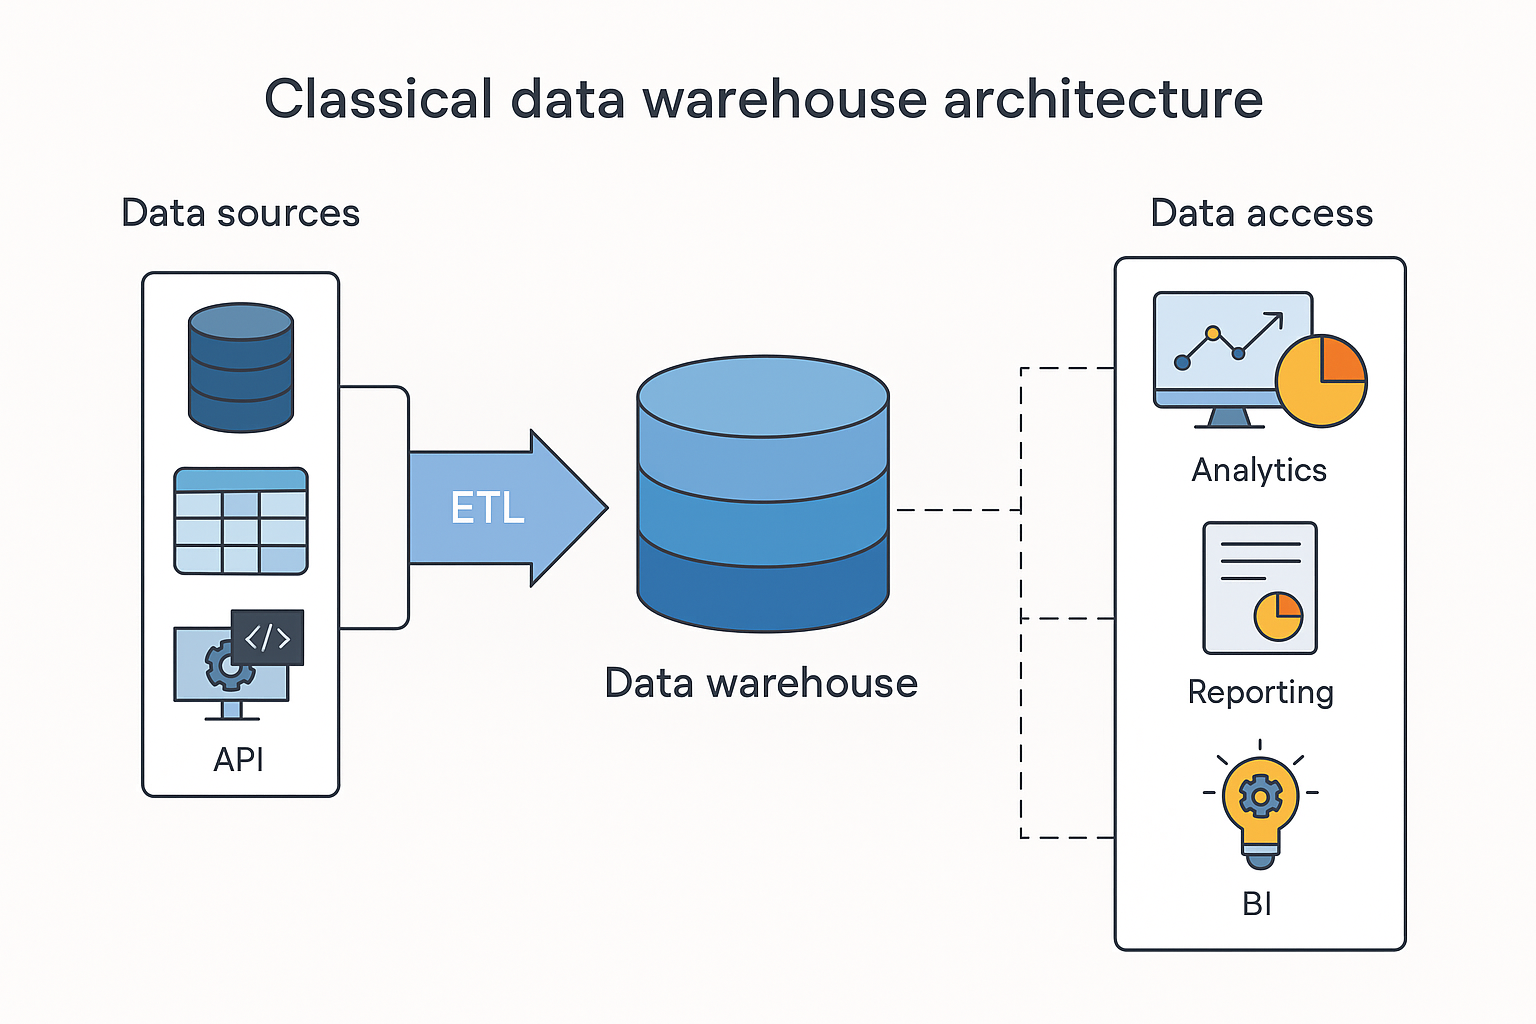 Classical data warehouse architecture
Data sources
API
ETL
</>
Data warehouse
Data access
Analytics
Reporting
BI